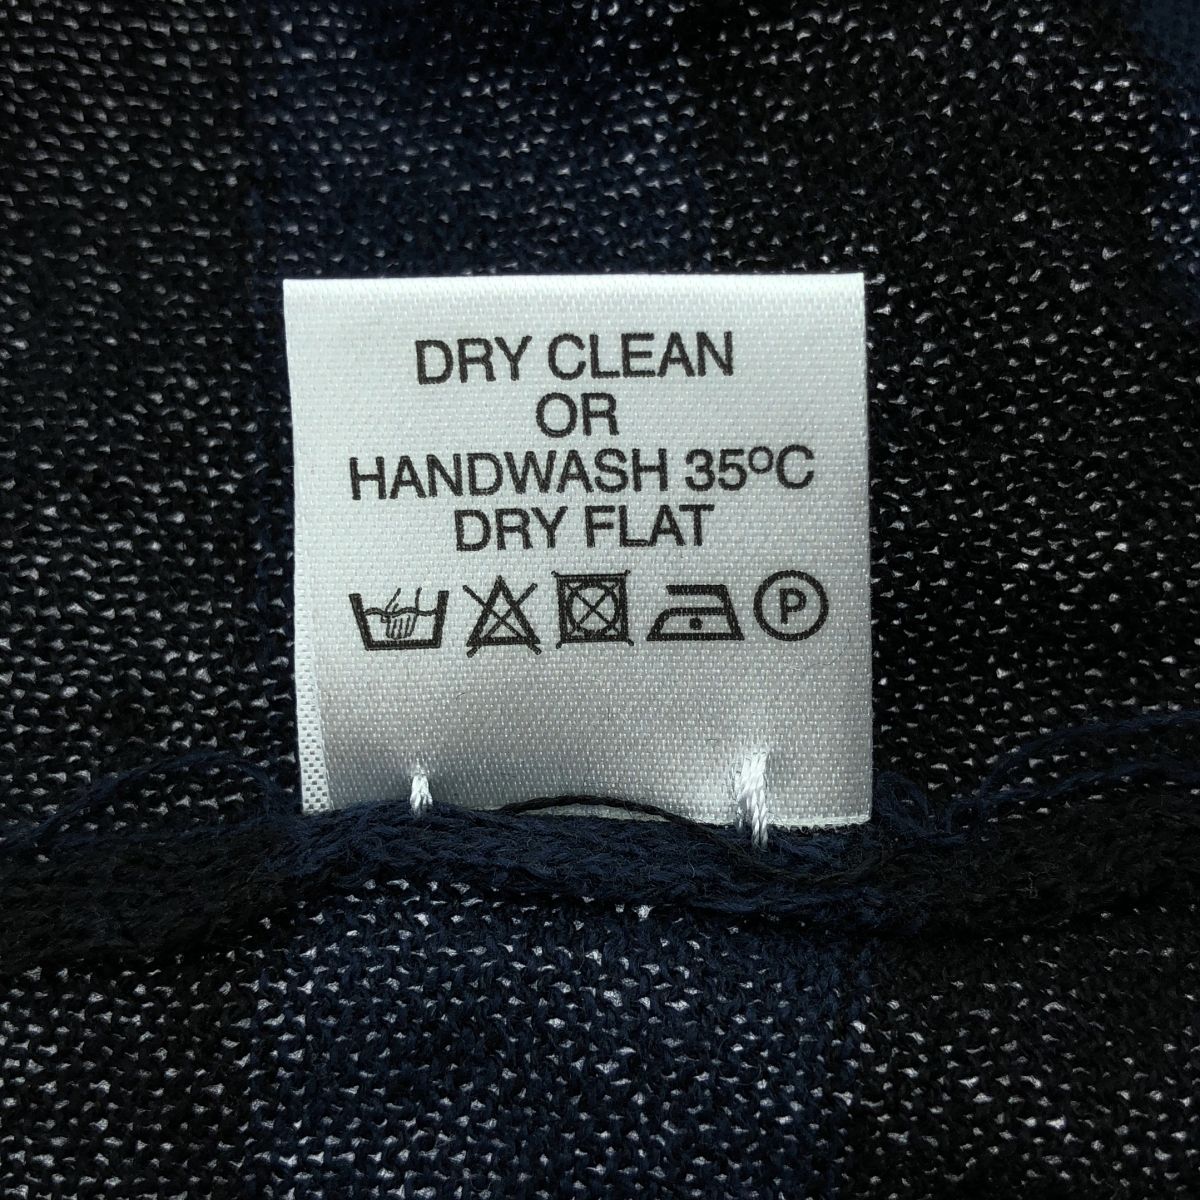 DRY CLEAN
OR
HANDWASH 35ºC
DRY FLAT
P